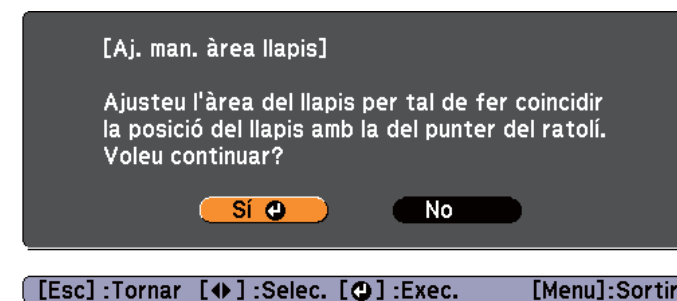 [Aj. man. àrea llapis]
Ajusteu l'àrea del llapis per tal de fer coincidir
la posició del llapis amb la del punter del ratolí.
Voleu continuar?
Sí No
[Esc] :Tornar [ ] :Selec. [ ] :Exec. [Menu]:Sortir